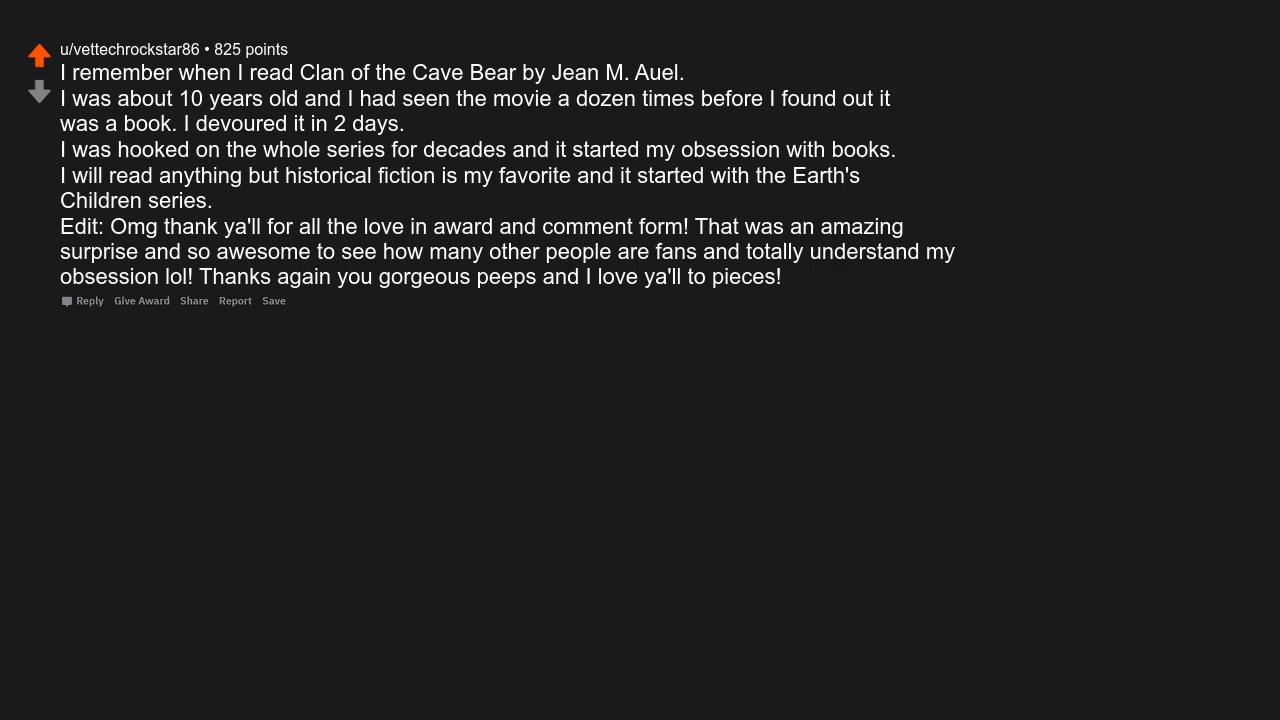 u/vettechrockstar86 • 825 points
I remember when I read Clan of the Cave Bear by Jean M. Auel.
I was about 10 years old and I had seen the movie a dozen times before I found out it
was a book. I devoured it in 2 days.
I was hooked on the whole series for decades and it started my obsession with books.
I will read anything but historical fiction is my favorite and it started with the Earth's
Children series.
Edit: Omg thank ya'll for all the love in award and comment form! That was an amazing
surprise and so awesome to see how many other people are fans and totally understand my
obsession lol! Thanks again you gorgeous peeps and I love ya'll to pieces!
Reply Give Award Share Report Save